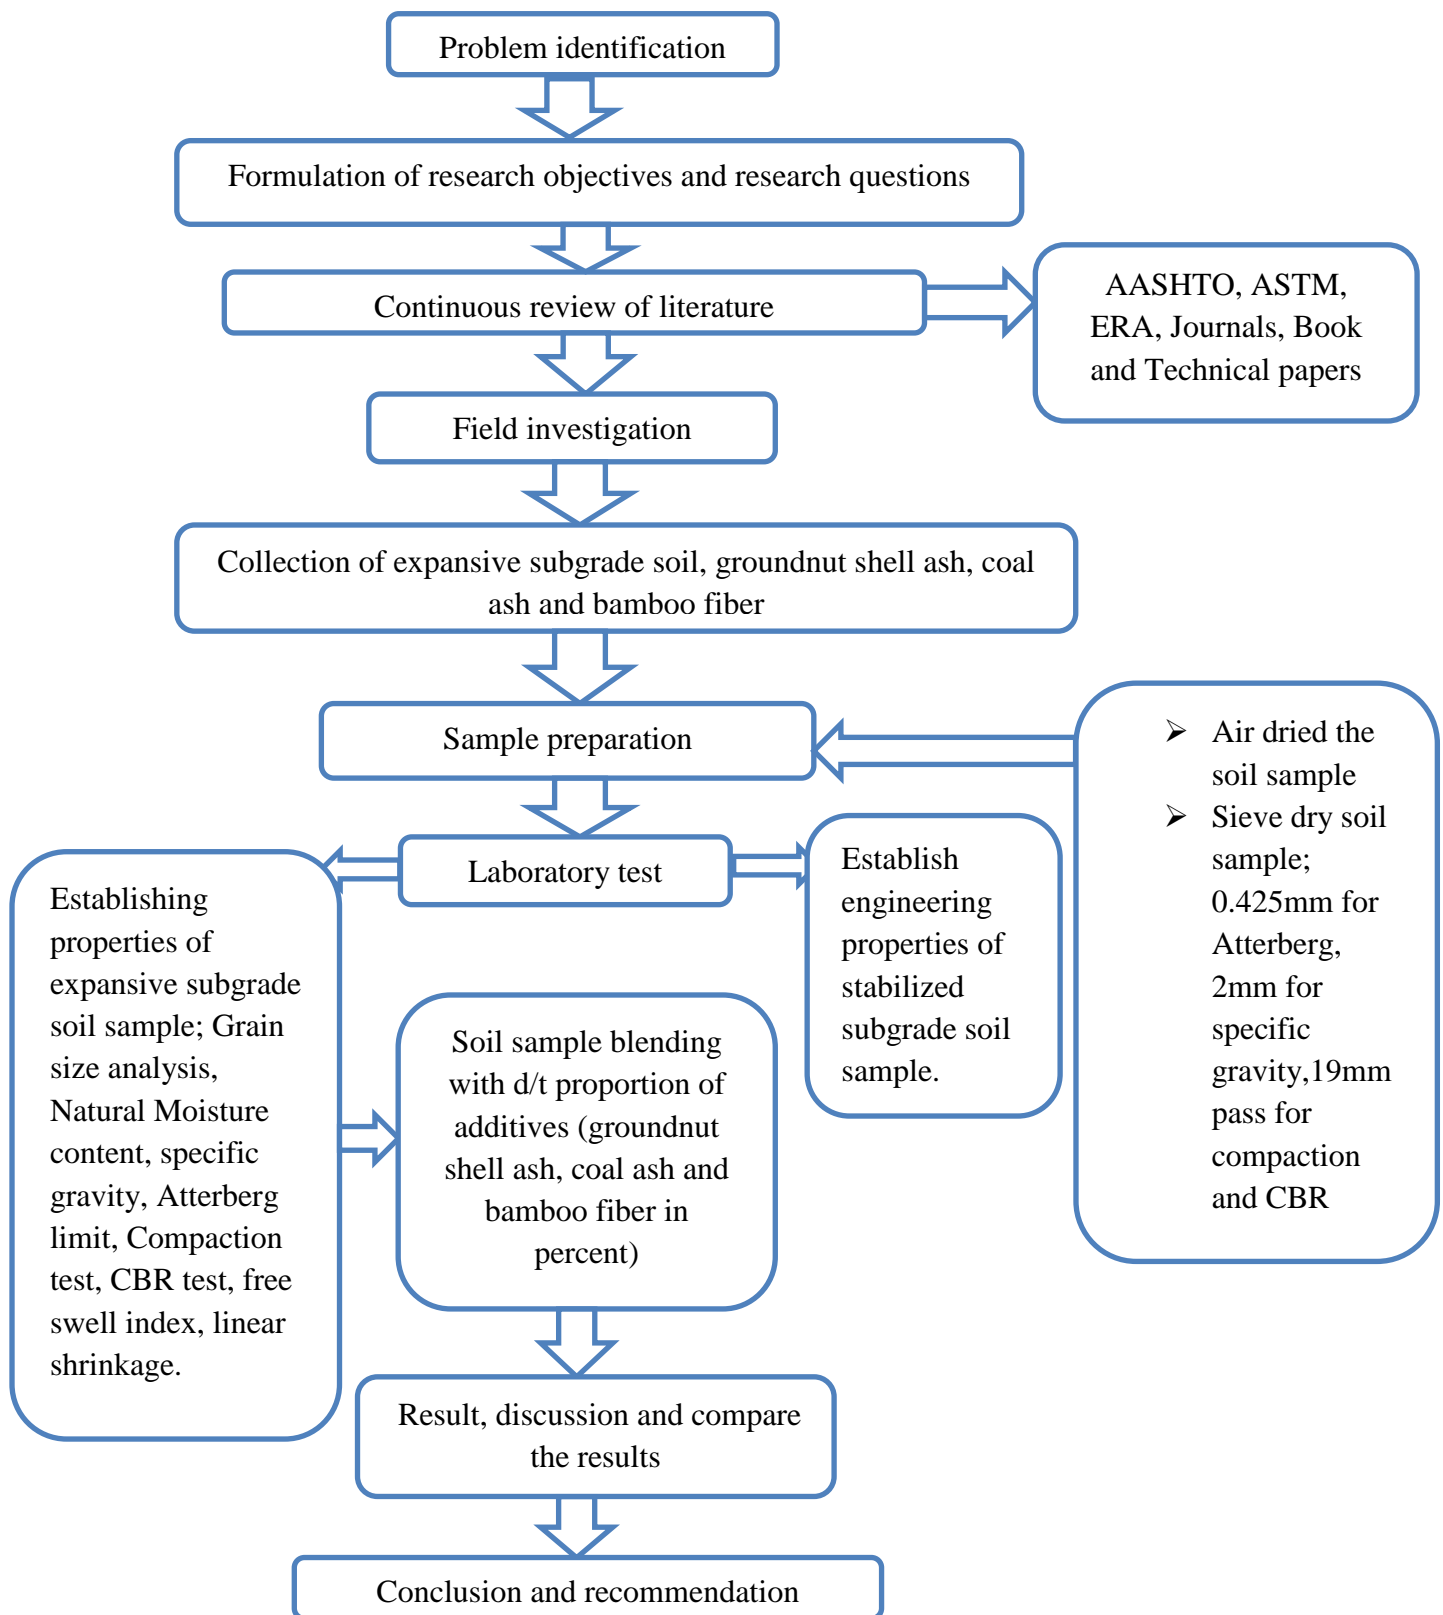 Problem identification
Formulation of research objectives and research questions
Continuous review of literature
AASHTO, ASTM,
ERA, Journals, Book
and Technical papers
Field investigation
Collection of expansive subgrade soil, groundnut shell ash, coal
ash and bamboo fiber
Sample preparation
➢ Air dried the
soil sample
➢ Sieve dry soil
sample;
0.425mm for
Atterberg,
2mm for
specific
gravity,19mm
pass for
compaction
and CBR
Laboratory test
Establishing
properties of
expansive subgrade
soil sample; Grain
size analysis,
Natural Moisture
content, specific
gravity, Atterberg
limit, Compaction
test, CBR test, free
swell index, linear
shrinkage.
Establish
engineering
properties of
stabilized
subgrade soil
sample.
Soil sample blending
with d/t proportion of
additives (groundnut
shell ash, coal ash and
bamboo fiber in
percent)
Result, discussion and compare
the results
Conclusion and recommendation